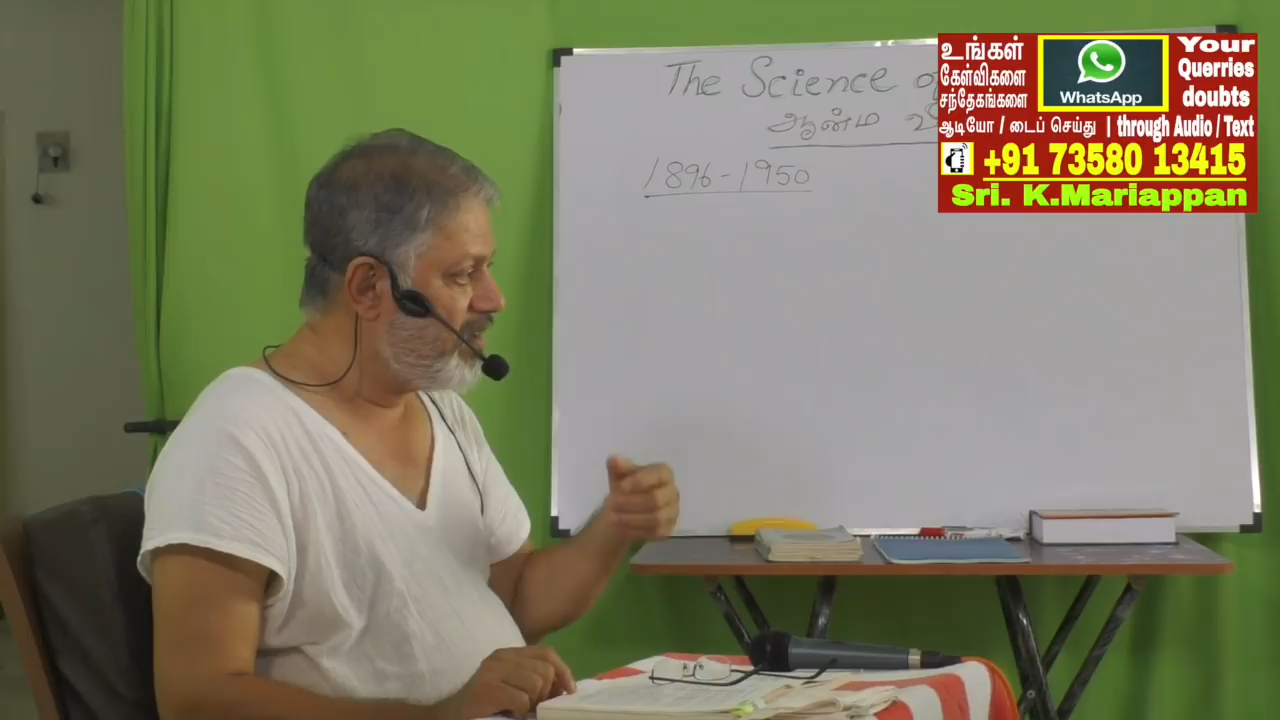 The Science of
ஆன்ம வி
1896-1950
உங்கள்
கேள்விகளை
சந்தேகங்களை
WhatsApp
Your
Querries
doubts
ஆடியோ / டைப் செய்து | through Audio / Text
+91 73580 13415
Sri. K.Mariappan